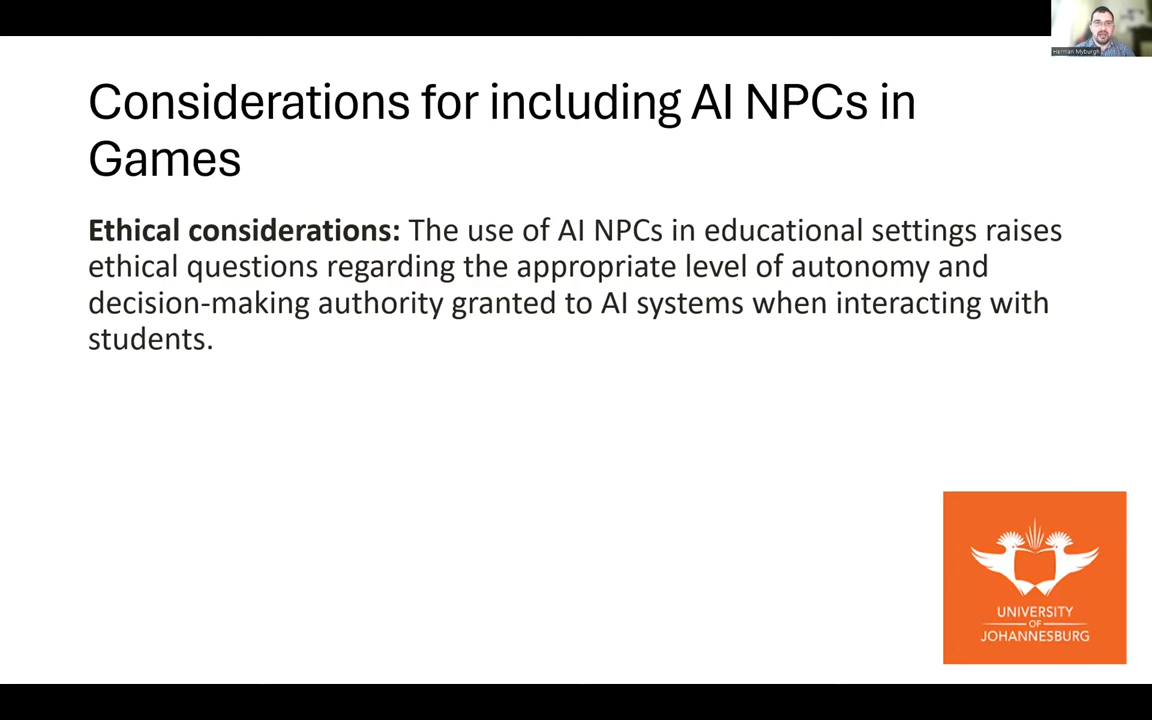 Herman Myburgh
Considerations for including AI NPCs in
Games
Ethical considerations: The use of AI NPCs in educational settings raises
ethical questions regarding the appropriate level of autonomy and
decision-making authority granted to AI systems when interacting with
students.
UNIVERSITY
OF
JOHANNESBURG